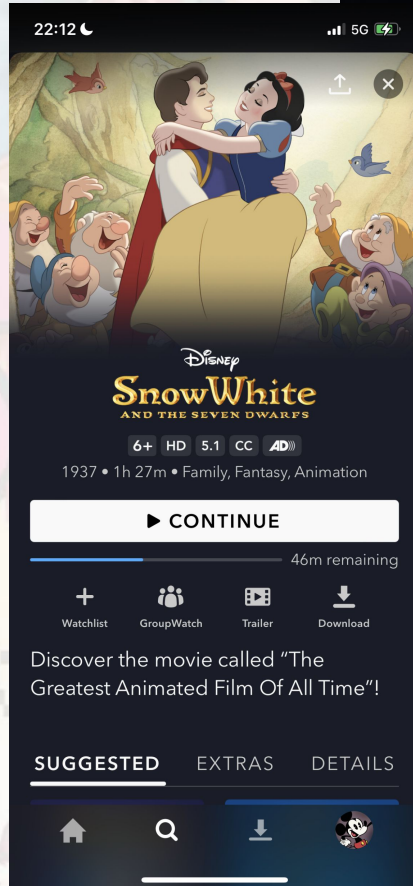 22:12
5G
Disney
Snow White
AND THE SEVEN DWARFS
6+ HD 5.1 CC AD
1937 • 1h 27m • Family, Fantasy, Animation
CONTINUE
46m remaining
Watchlist GroupWatch Trailer Download
Discover the movie called “The
Greatest Animated Film Of All Time”!
SUGGESTED EXTRAS DETAILS